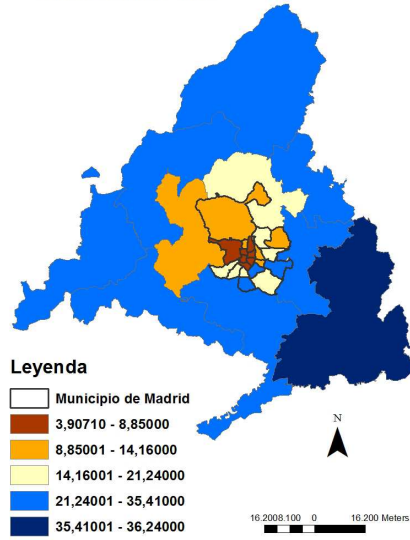 Leyenda
Municipio de Madrid
3,90710 - 8,85000
8,85001 - 14,16000
14,16001 - 21,24000
21,24001 - 35,41000
35,41001 - 36,24000
N
16.2008.100 0 16.200 Meters